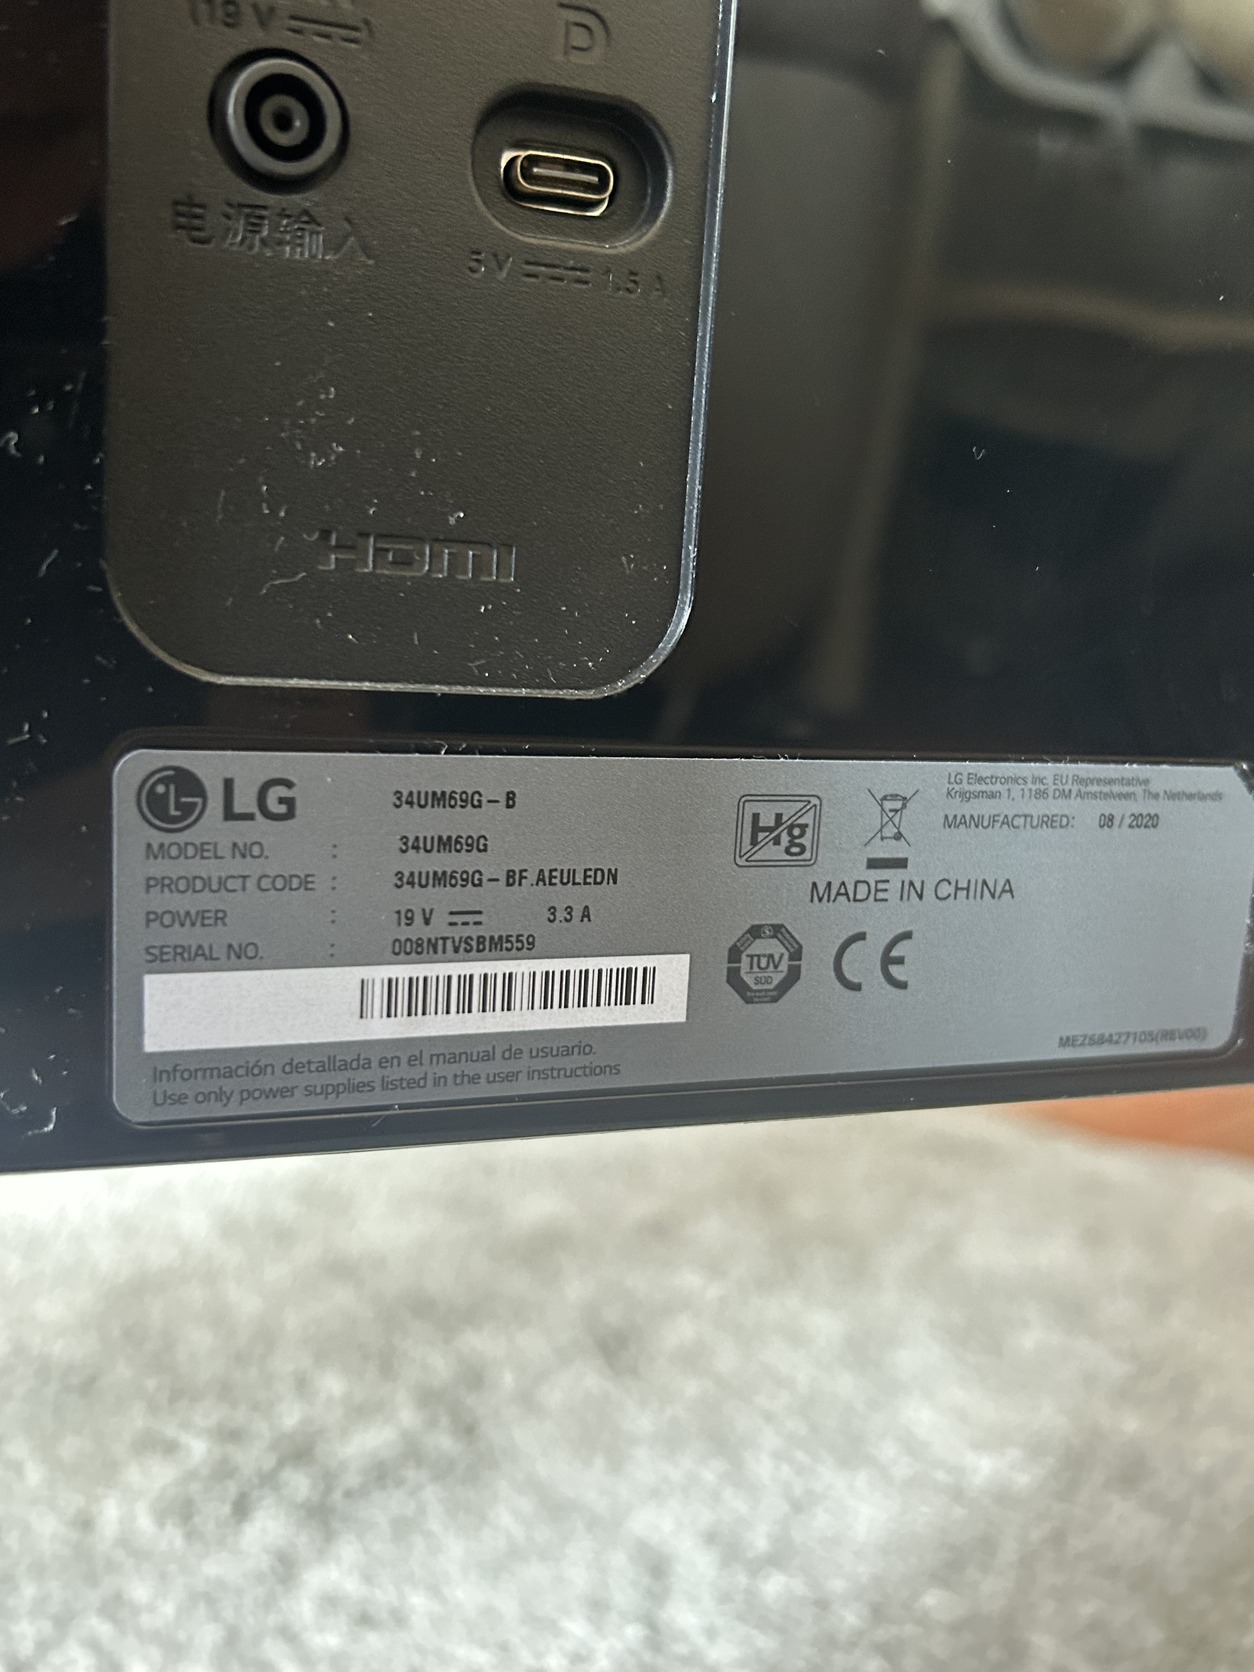 (19 V ⎓)
电源输入
5 V ⎓ 1.5 A
HDMI
LG 34UM69G-B
MODEL NO. : 34UM69G
PRODUCT CODE : 34UM69G-BF.AEULEDN
POWER : 19 V ⎓ 3.3 A
SERIAL NO. : 008NTVSBM559
Información detallada en el manual de usuario.
Use only power supplies listed in the user instructions
Hg
LG Electronics Inc. EU Representative
Krijgsman 1, 1186 DM Amstelveen, The Netherlands
MANUFACTURED: 08 / 2020
MADE IN CHINA
TÜV
SÜD
CE
MEZ68427105(REV00)